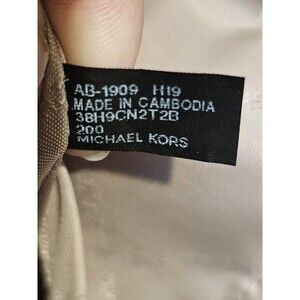 AB-1909 H19
MADE IN CAMBODIA
38H9CN2T2B
200
MICHAEL KORS